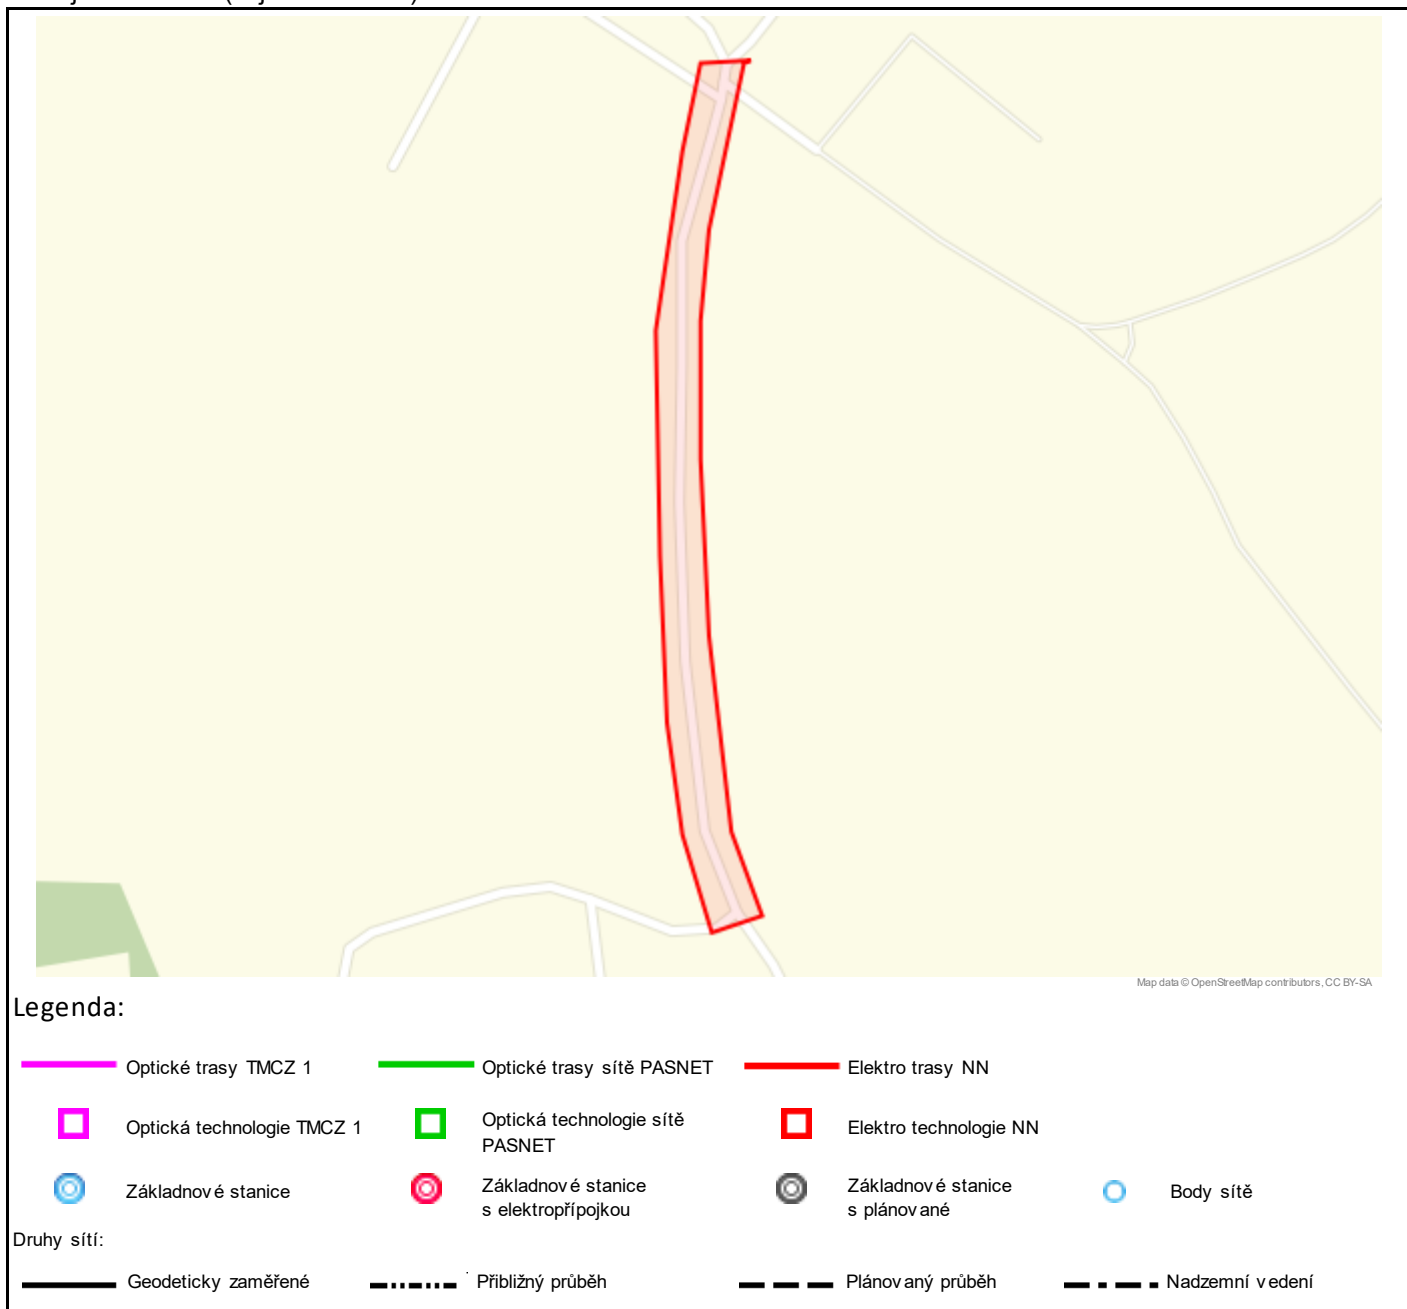 Map data © OpenStreetMap contributors, CC BY-SA
Legenda:
Optické trasy TMCZ 1
Optické trasy sítě PASNET
Elektro trasy NN
Optická technologie TMCZ 1
Optická technologie sítě
PASNET
Elektro technologie NN
Základnové stanice
Základnové stanice
s elektropřípojkou
Základnové stanice
s plánované
Body sítě
Druhy sítí:
Geodeticky zaměřené
Přibližný průběh
Plánovaný průběh
Nadzemní vedení